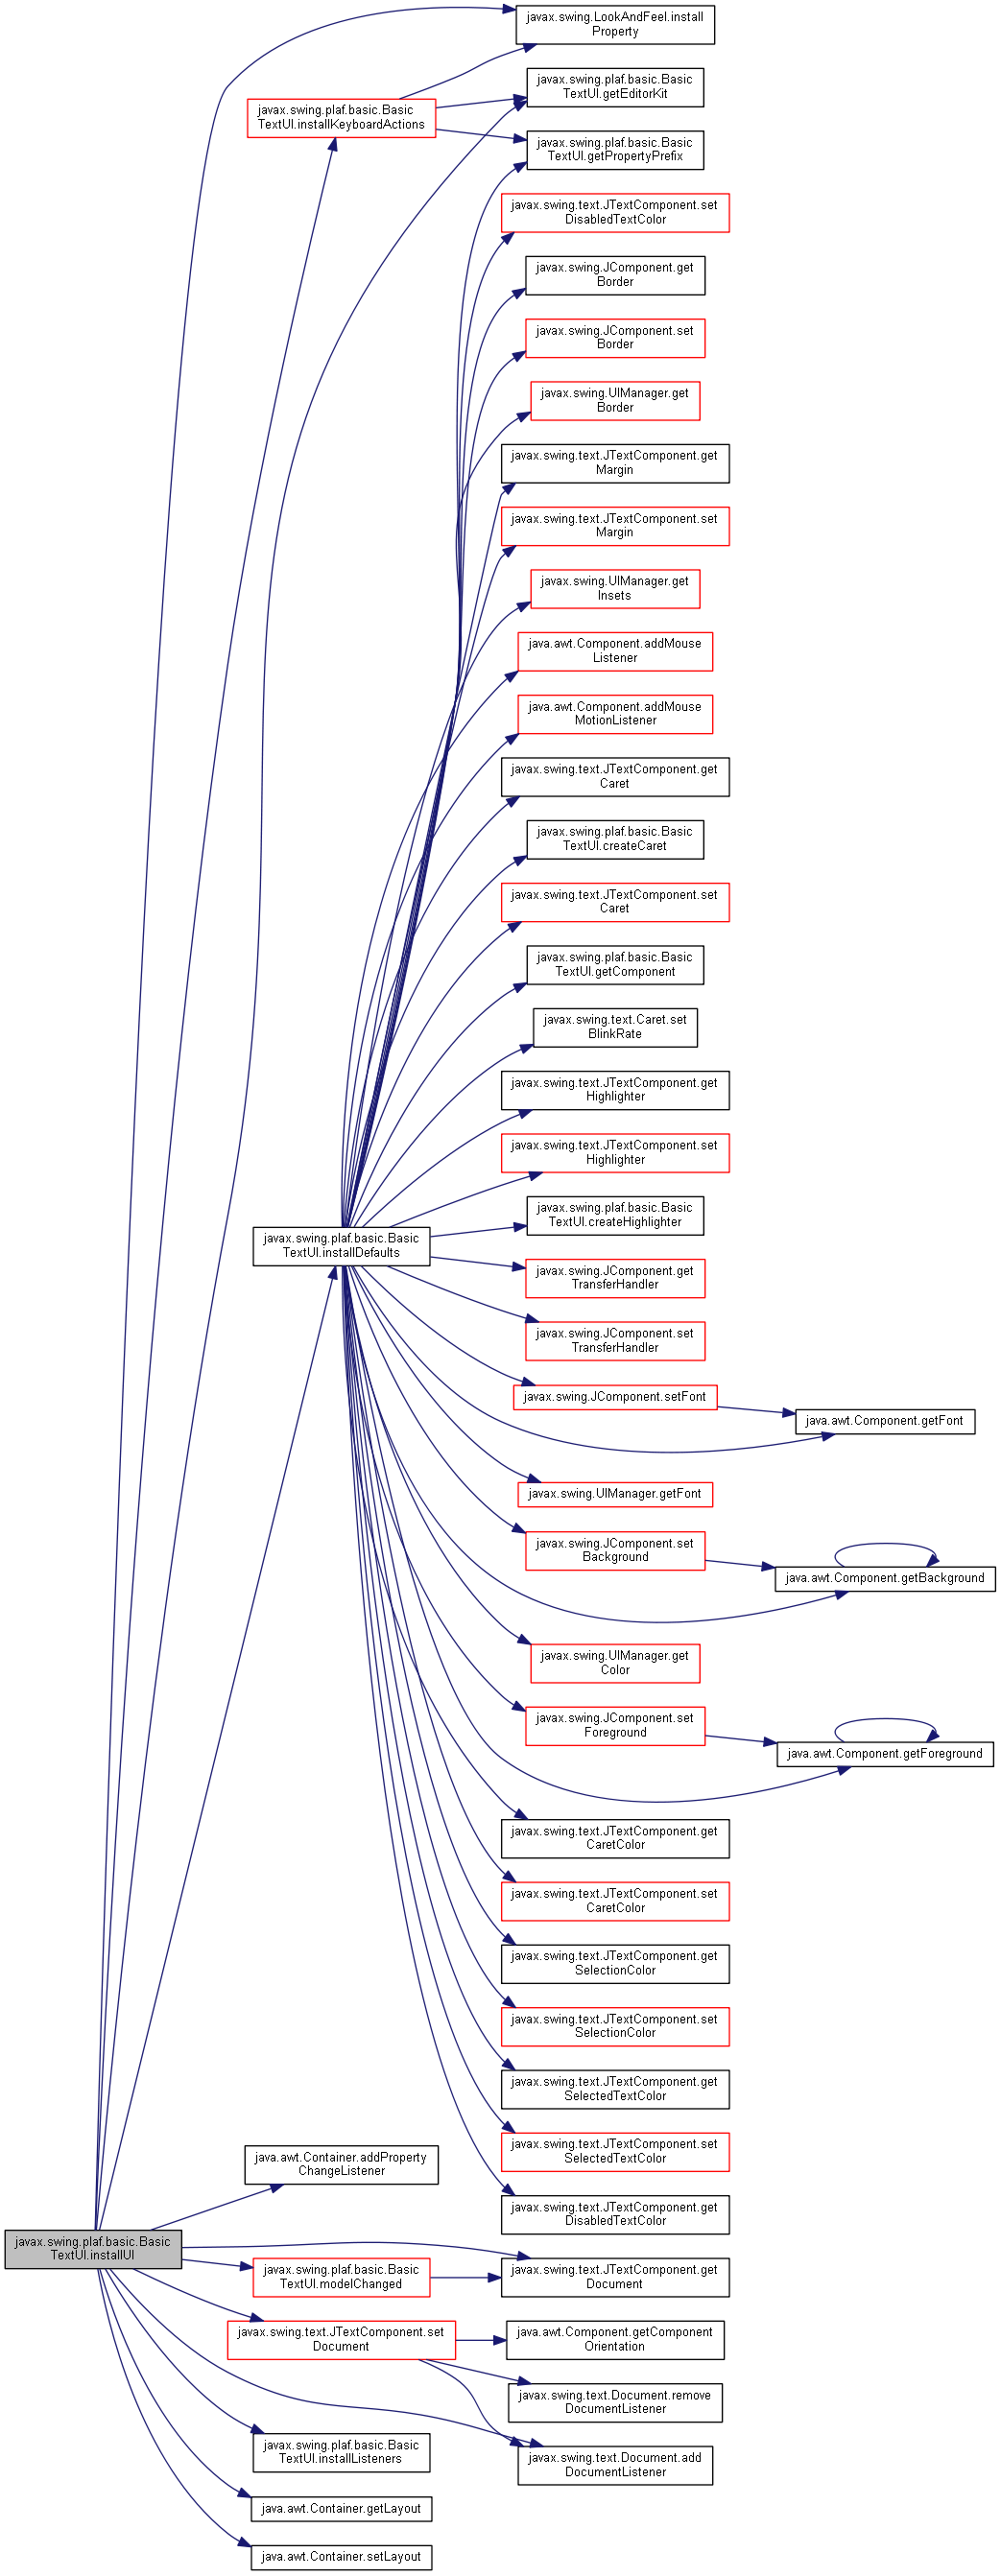 javax.swing.LookAndFeel.install
Property
javax.swing.plaf.basic.Basic
TextUI.getEditorKit
javax.swing.plaf.basic.Basic
TextUI.installKeyboardActions
javax.swing.plaf.basic.Basic
TextUI.getPropertyPrefix
javax.swing.text.JTextComponent.set
DisabledTextColor
javax.swing.JComponent.get
Border
javax.swing.JComponent.set
Border
javax.swing.UIManager.get
Border
javax.swing.text.JTextComponent.get
Margin
javax.swing.text.JTextComponent.set
Margin
javax.swing.UIManager.get
Insets
java.awt.Component.addMouse
Listener
java.awt.Component.addMouse
MotionListener
javax.swing.text.JTextComponent.get
Caret
javax.swing.plaf.basic.Basic
TextUI.createCaret
javax.swing.text.JTextComponent.set
Caret
javax.swing.plaf.basic.Basic
TextUI.getComponent
javax.swing.text.Caret.set
BlinkRate
javax.swing.text.JTextComponent.get
Highlighter
javax.swing.text.JTextComponent.set
Highlighter
javax.swing.plaf.basic.Basic
TextUI.createHighlighter
javax.swing.plaf.basic.Basic
TextUI.installDefaults
javax.swing.JComponent.get
TransferHandler
javax.swing.JComponent.set
TransferHandler
javax.swing.JComponent.setFont
java.awt.Component.getFont
javax.swing.UIManager.getFont
javax.swing.JComponent.set
Background
java.awt.Component.getBackground
javax.swing.UIManager.get
Color
javax.swing.JComponent.set
Foreground
java.awt.Component.getForeground
javax.swing.text.JTextComponent.get
CaretColor
javax.swing.text.JTextComponent.set
CaretColor
javax.swing.text.JTextComponent.get
SelectionColor
javax.swing.text.JTextComponent.set
SelectionColor
javax.swing.text.JTextComponent.get
SelectedTextColor
javax.swing.text.JTextComponent.set
SelectedTextColor
java.awt.Container.addProperty
ChangeListener
javax.swing.text.JTextComponent.get
DisabledTextColor
javax.swing.plaf.basic.Basic
TextUI.installUI
javax.swing.plaf.basic.Basic
TextUI.modelChanged
javax.swing.text.JTextComponent.get
Document
javax.swing.text.JTextComponent.set
Document
java.awt.Component.getComponent
Orientation
javax.swing.text.Document.remove
DocumentListener
javax.swing.plaf.basic.Basic
TextUI.installListeners
javax.swing.text.Document.add
DocumentListener
java.awt.Container.getLayout
java.awt.Container.setLayout